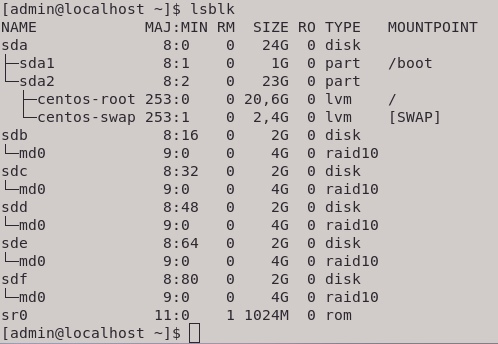 [admin@localhost ~]$ lsblk
NAME            MAJ:MIN RM  SIZE RO TYPE   MOUNTPOINT
sda               8:0    0   24G  0 disk
├─sda1            8:1    0    1G  0 part   /boot
└─sda2            8:2    0   23G  0 part
  ├─centos-root 253:0    0 20,6G  0 lvm    /
  └─centos-swap 253:1    0  2,4G  0 lvm    [SWAP]
sdb               8:16   0    2G  0 disk
└─md0             9:0    0    4G  0 raid10
sdc               8:32   0    2G  0 disk
└─md0             9:0    0    4G  0 raid10
sdd               8:48   0    2G  0 disk
└─md0             9:0    0    4G  0 raid10
sde               8:64   0    2G  0 disk
└─md0             9:0    0    4G  0 raid10
sdf               8:80   0    2G  0 disk
└─md0             9:0    0    4G  0 raid10
sr0              11:0    1 1024M  0 rom
[admin@localhost ~]$